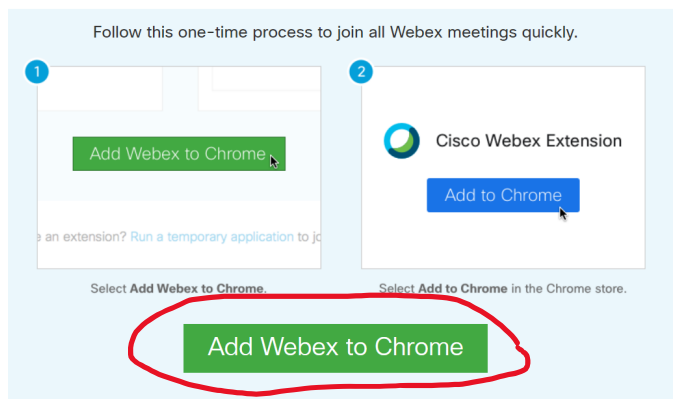 Follow this one-time process to join all Webex meetings quickly.
1
Add Webex to Chrome
an extension? Run a temporary application to
Select Add Webex to Chrome.
2
Cisco Webex Extension
Add to Chrome
Select Add to Chrome in the Chrome store.
Add Webex to Chrome